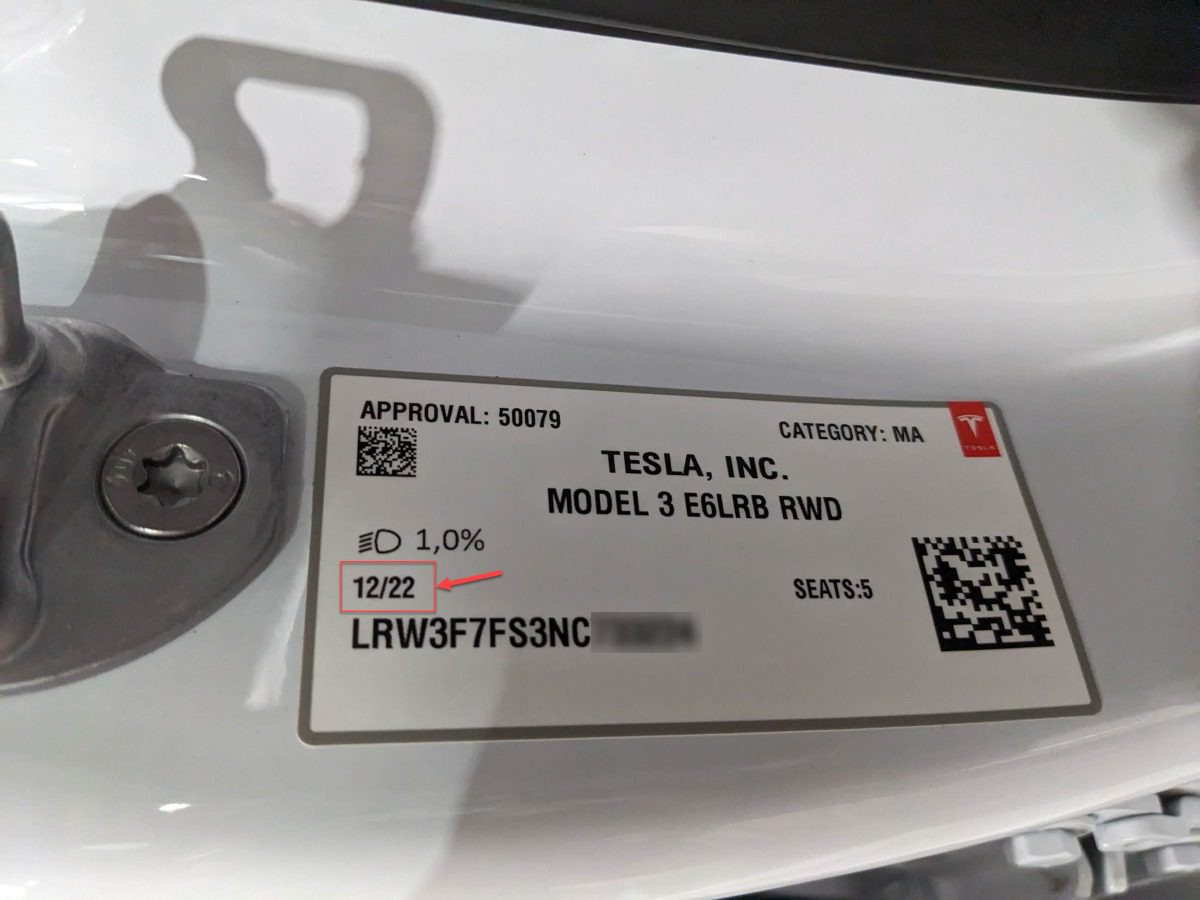 APPROVAL: 50079
CATEGORY: MA
TESLA
TESLA, INC.
MODEL 3 E6LRB RWD
1,0%
12/22
SEATS:5
LRW3F7FS3NC